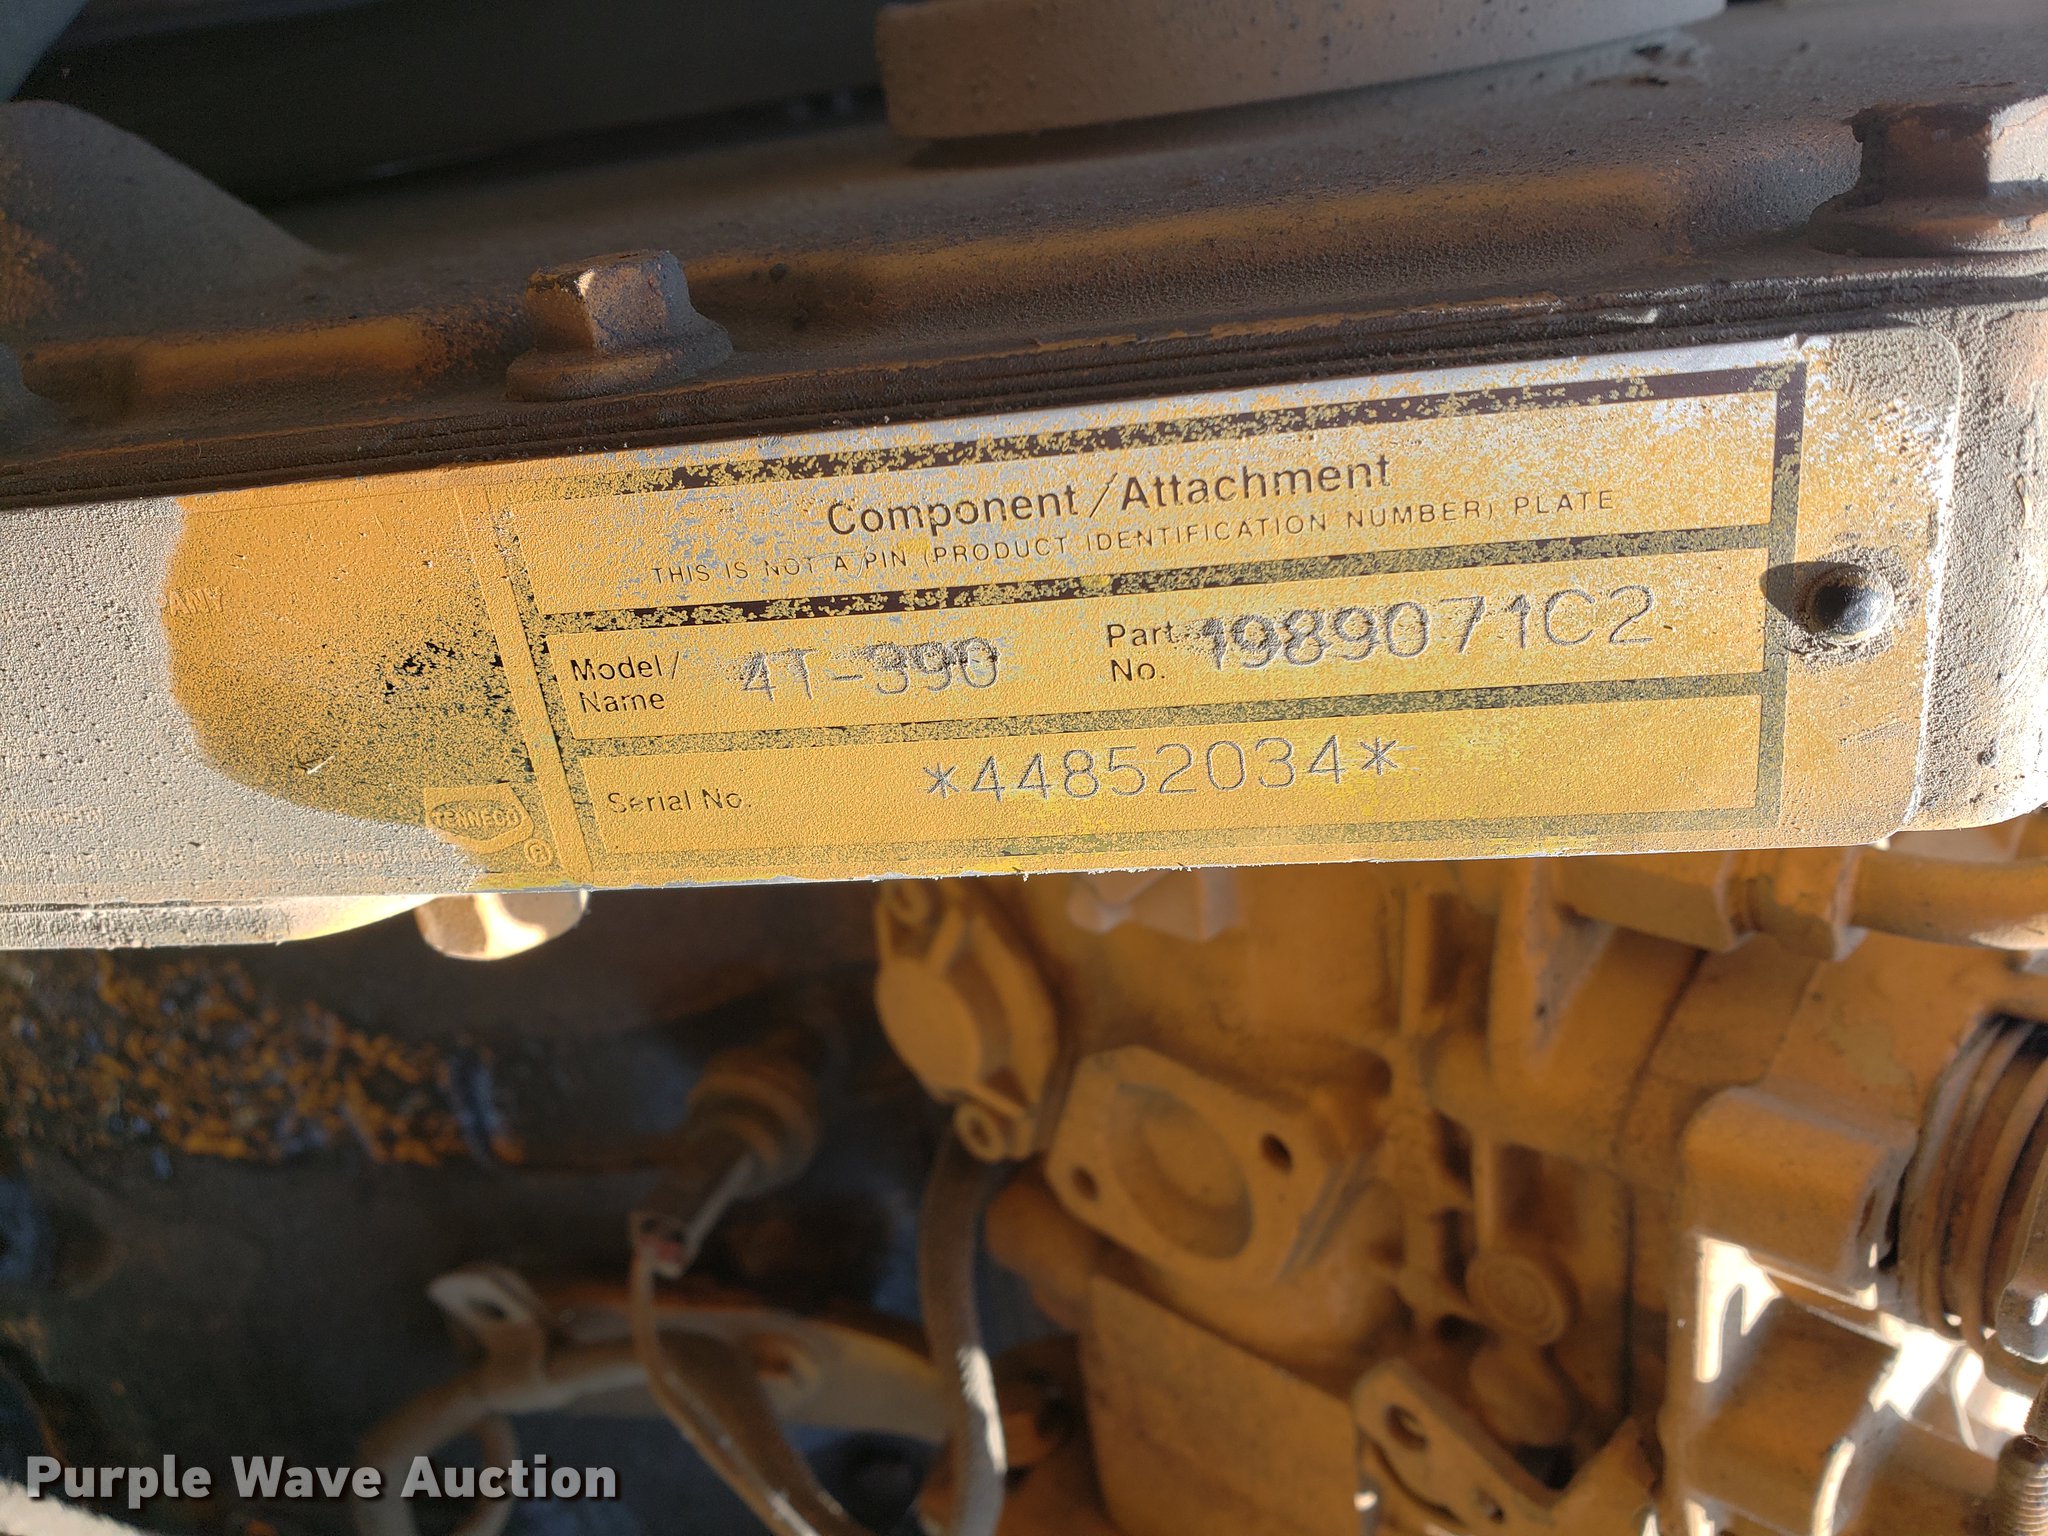 Component/Attachment
THIS IS NOT A PIN (PRODUCT IDENTIFICATION NUMBER) PLATE
Model/
Name
4T-390
Part
No.
1989071C2
Serial No.
*44852034*
TENNECO
®
Purple Wave Auction